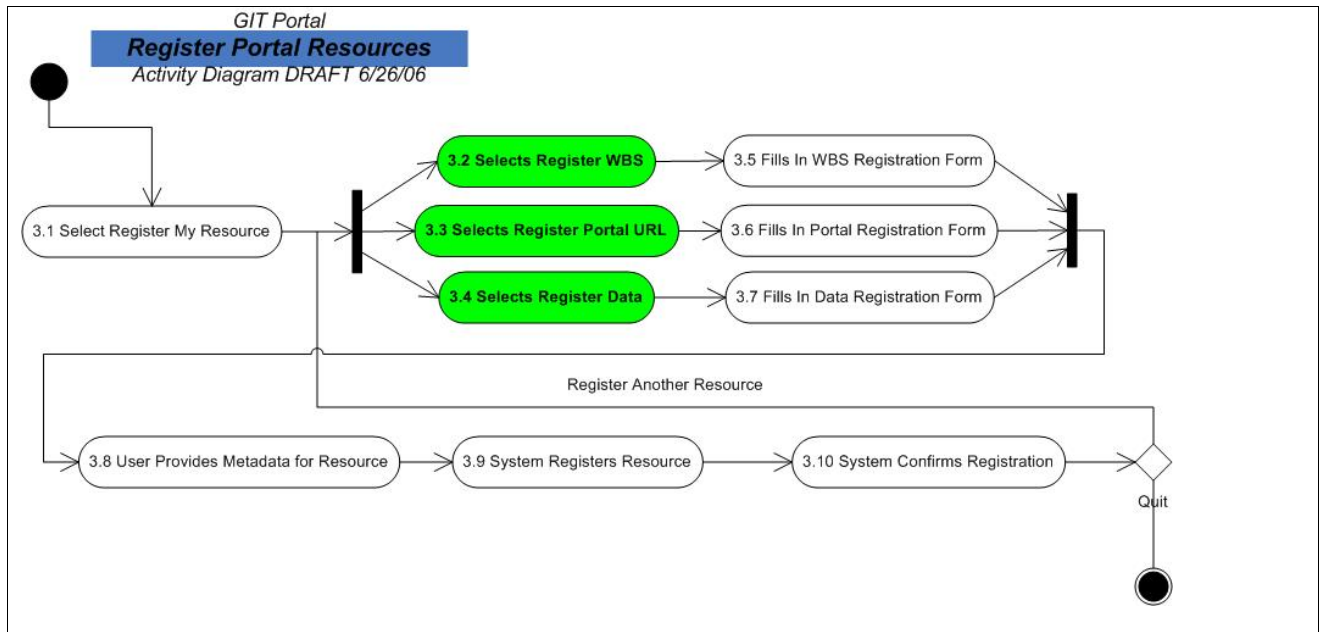 GIT Portal
Register Portal Resources
Activity Diagram DRAFT 6/26/06
3.2 Selects Register WBS
3.5 Fills In WBS Registration Form
3.1 Select Register My Resource
3.3 Selects Register Portal URL
3.6 Fills In Portal Registration Form
3.4 Selects Register Data
3.7 Fills In Data Registration Form
Register Another Resource
3.8 User Provides Metadata for Resource
3.9 System Registers Resource
3.10 System Confirms Registration
Quit